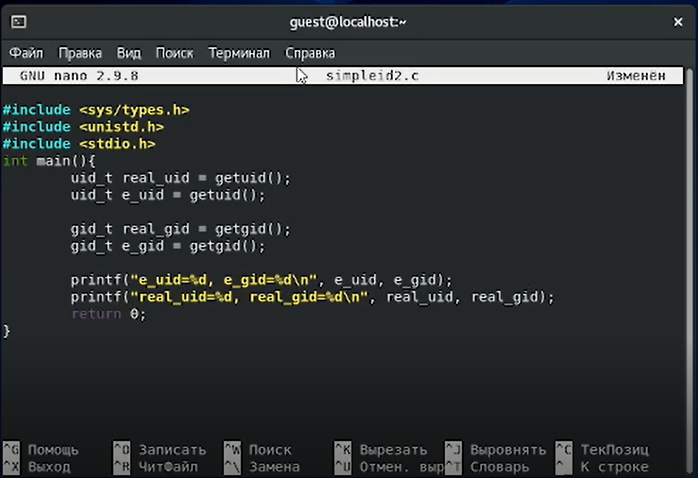 guest@localhost:~
Файл Правка Вид Поиск Терминал Справка
GNU nano 2.9.8 simpleid2.c Изменён
#include <sys/types.h>
#include <unistd.h>
#include <stdio.h>
int main(){
uid_t real_uid = getuid();
uid_t e_uid = getuid();
gid_t real_gid = getgid();
gid_t e_gid = getgid();
printf("e_uid=%d, e_gid=%d\n", e_uid, e_gid);
printf("real_uid=%d, real_gid=%d\n", real_uid, real_gid);
return 0;
}
^G Помощь ^O Записать ^W Поиск ^K Вырезать ^J Выровнять ^C ТекПозиц
^X Выход ^R ЧитФайл ^\ Замена ^U Отмен. выр ^T Словарь ^_ К строке